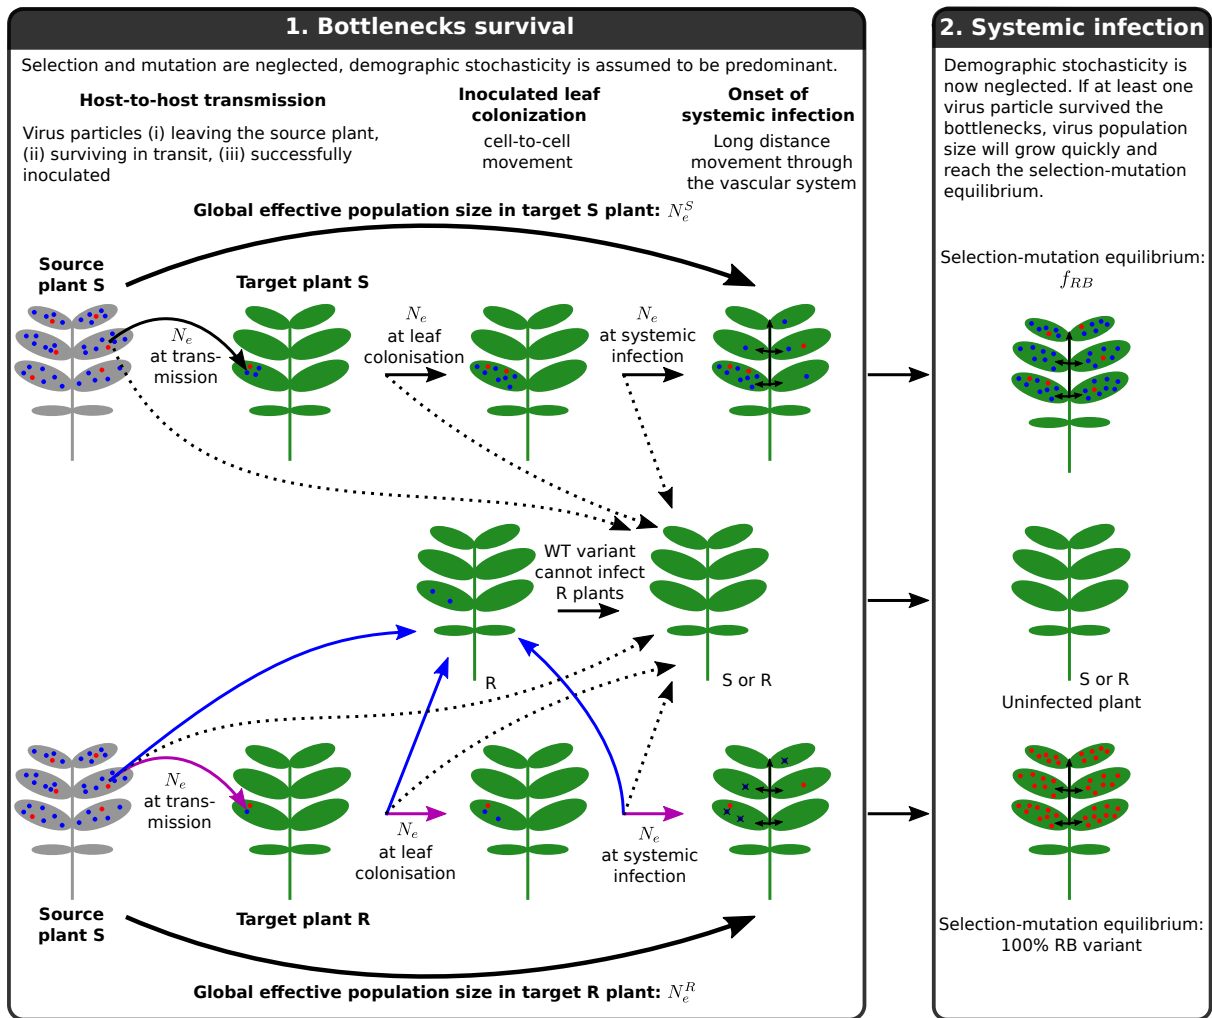 1. Bottlenecks survival
Selection and mutation are neglected, demographic stochasticity is assumed to be predominant.
Host-to-host transmission
Virus particles (i) leaving the source plant,
(ii) surviving in transit, (iii) successfully
inoculated
Inoculated leaf
colonization
cell-to-cell
movement
Onset of
systemic infection
Long distance
movement through
the vascular system
Global effective population size in target S plant: $N_e^S$
Source
plant S
Target plant S
$N_e$
at trans-
mission
$N_e$
at leaf
colonisation
$N_e$
at systemic
infection
WT variant
cannot infect
R plants
R
S or R
$N_e$
at trans-
mission
$N_e$
at leaf
colonisation
$N_e$
at systemic
infection
Source
plant S
Target plant R
Global effective population size in target R plant: $N_e^R$
2. Systemic infection
Demographic stochasticity is
now neglected. If at least one
virus particle survived the
bottlenecks, virus population
size will grow quickly and
reach the selection-mutation
equilibrium.
Selection-mutation equilibrium:
$f_{RB}$
S or R
Uninfected plant
Selection-mutation equilibrium:
100% RB variant